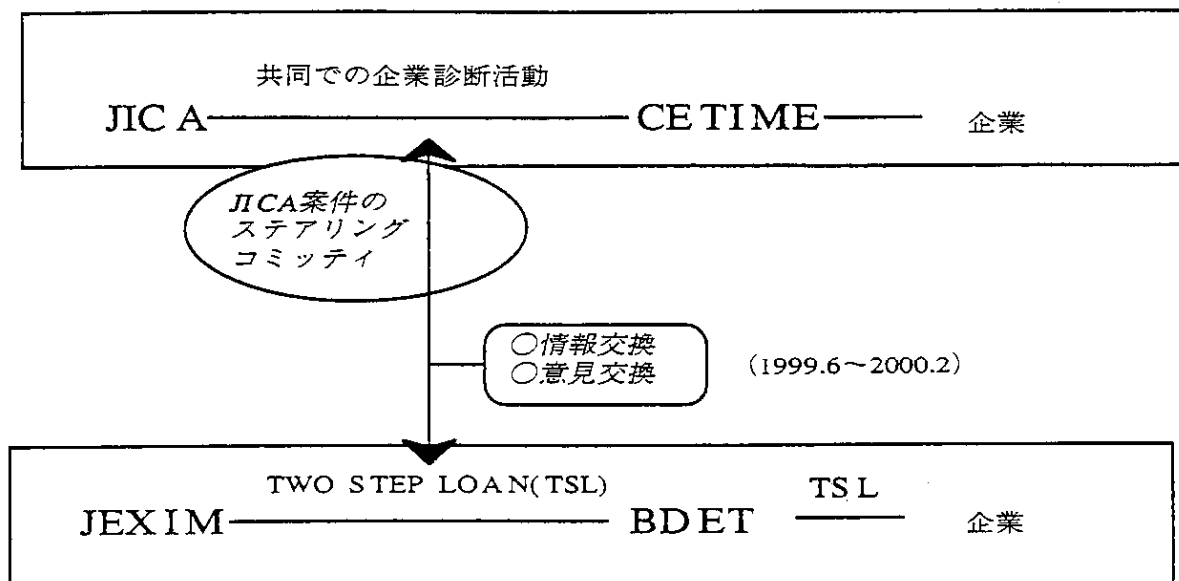 共同での企業診断活動
JICA CETIME 企業
JICA案件の
ステアリング
コミッティ
○情報交換
○意見交換
(1999.6~2000.2)
TWO STEP LOAN(TSL) TSL
JEXIM BDET 企業